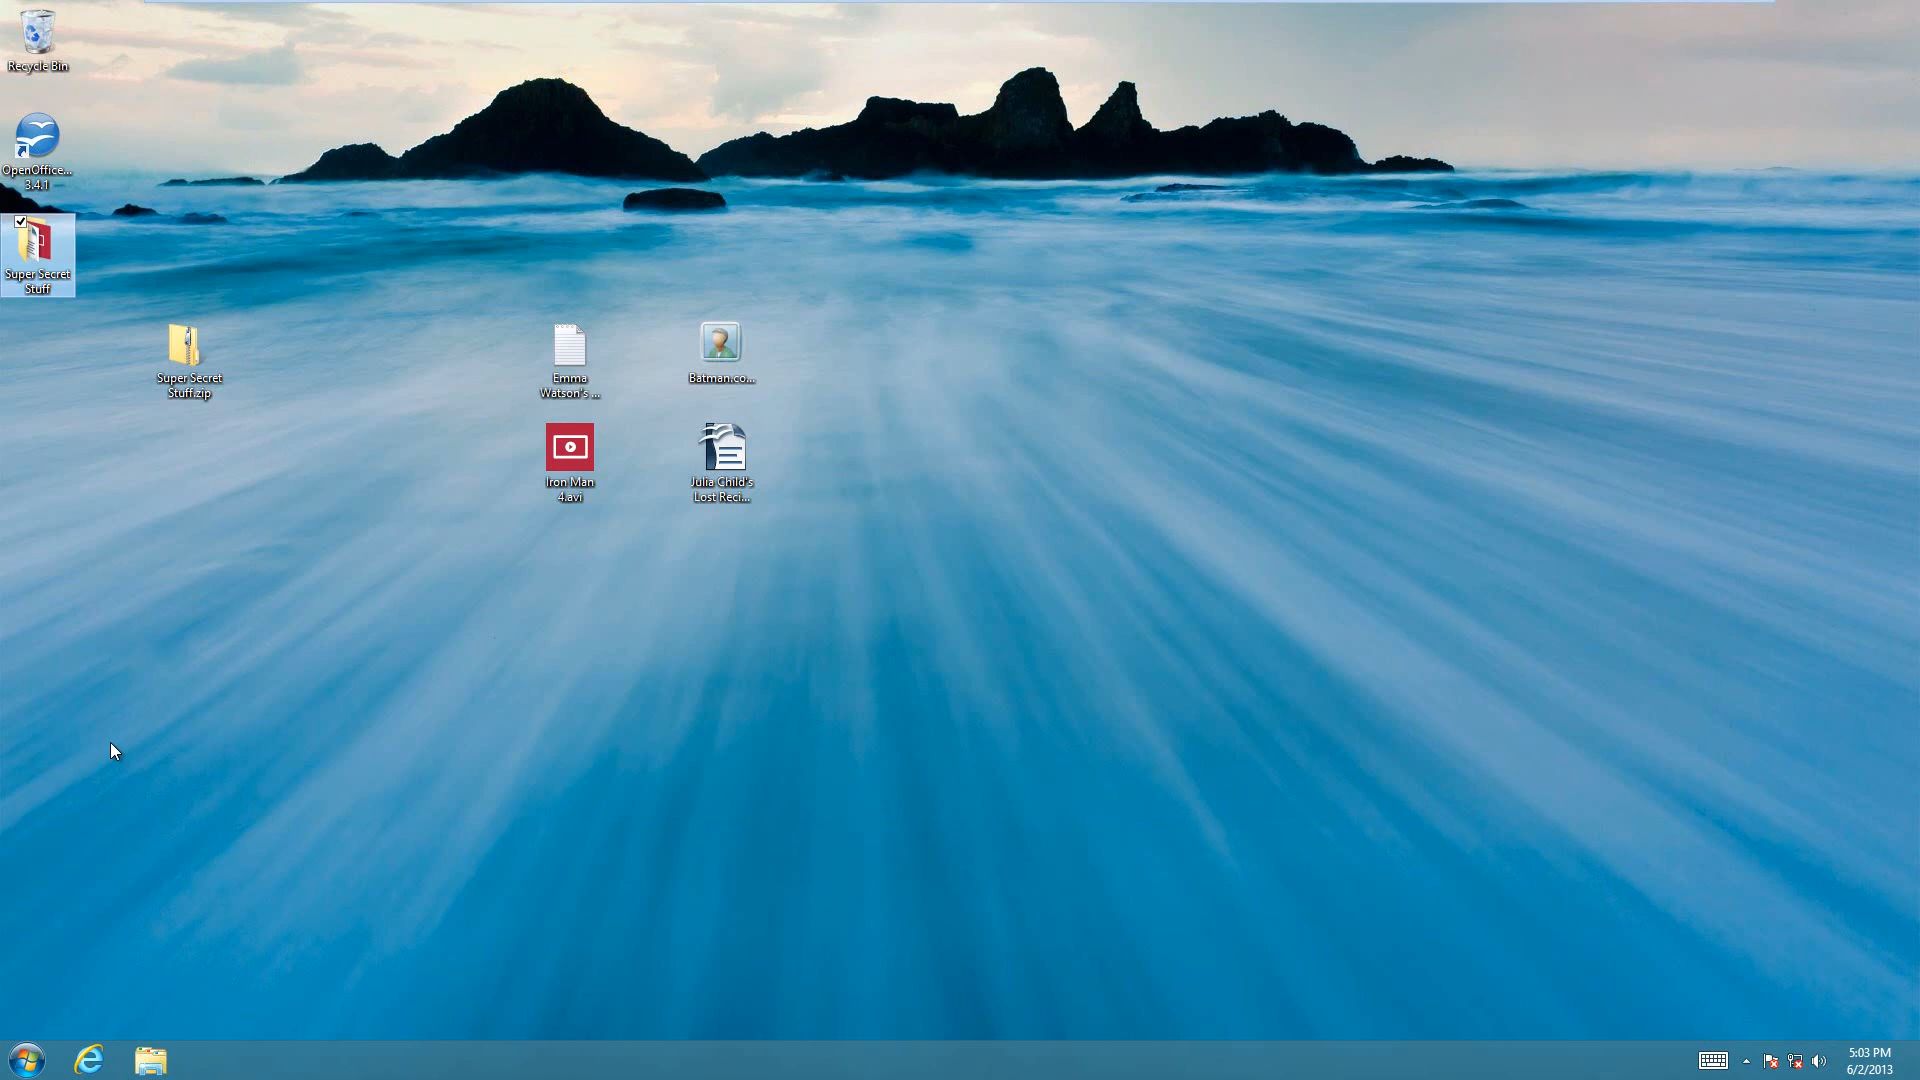 Recycle Bin
OpenOffice...
3.4.1
Super Secret
Stuff
Super Secret
Stuff.zip
Emma
Watson's ...
Batman.co...
Iron Man
4.avi
Julia Child's
Lost Reci...
5:03 PM
6/2/2013